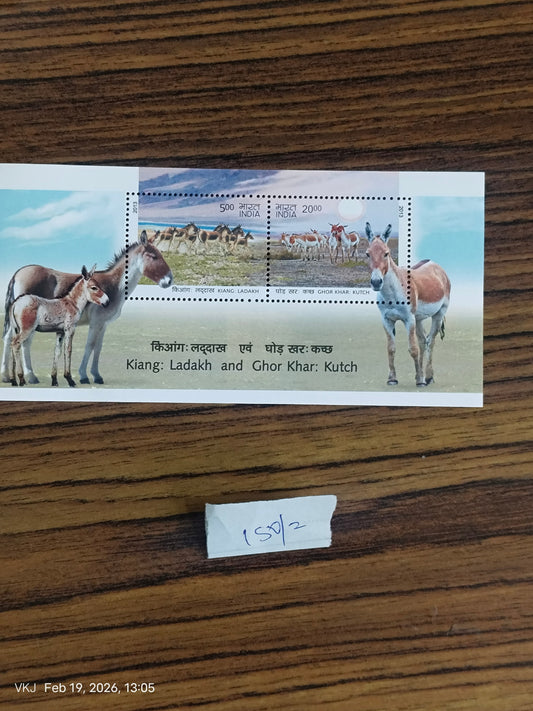 2013
5.00 भारत INDIA
भारत INDIA 20.00
2013
किआंगः लद्दाख KIANG: LADAKH
घोड़ खरः कच्छ GHOR KHAR: KUTCH
किआंगः लद्दाख एवं घोड़ खरः कच्छ
Kiang: Ladakh and Ghor Khar: Kutch
150/=
VKJ Feb 19, 2026, 13:05